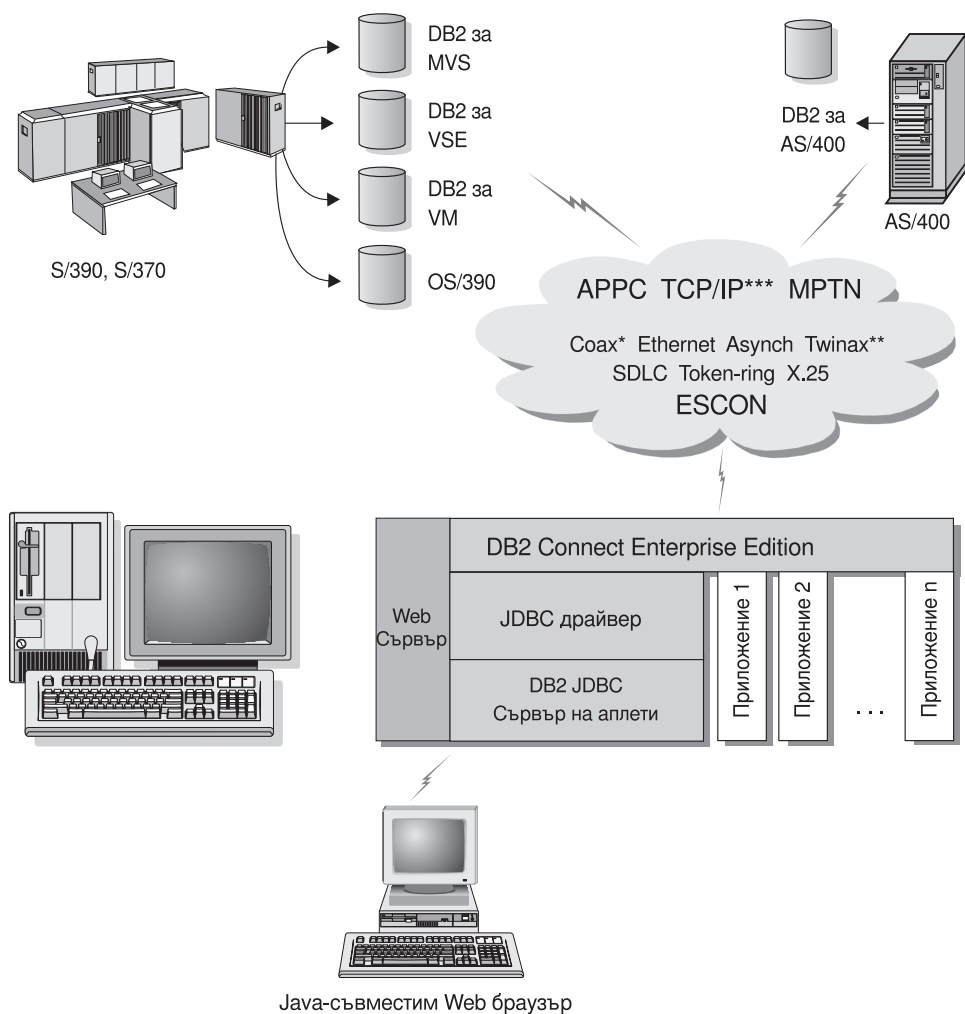 DB2 за
MVS
DB2 за
VSE
DB2 за
VM
OS/390
S/390, S/370
DB2 за
AS/400
AS/400
APPC TCP/IP*** MPTN
Coax* Ethernet Asynch Twinax**
SDLC Token-ring X.25
ESCON
DB2 Connect Enterprise Edition
Web
Сървър
JDBC драйвер
DB2 JDBC
Сървър на аплети
Приложение 1
Приложение 2
...
Приложение n
Java-съвместим Web браузър